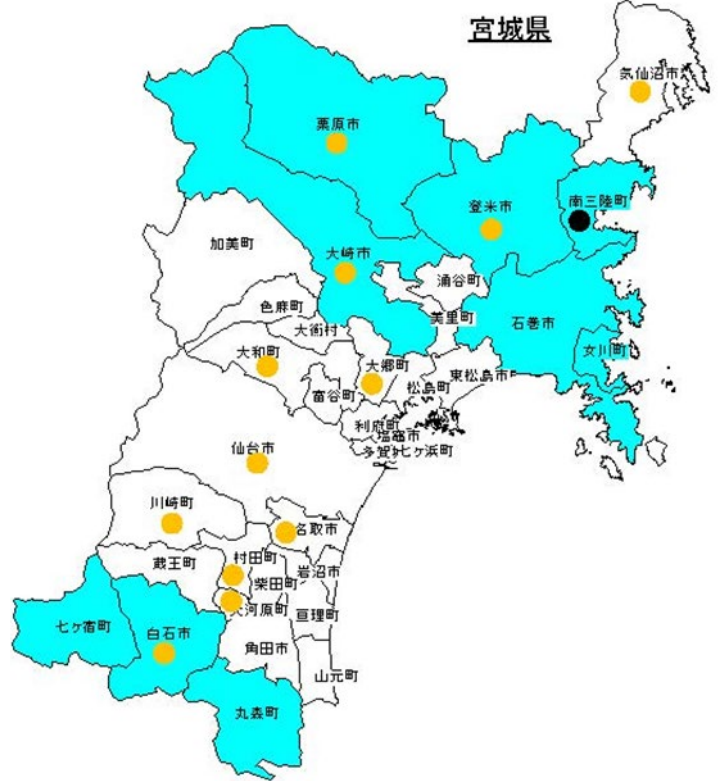 宮城県
気仙沼市
栗原市
南三陸町
登米市
加美町
大崎市
涌谷町
色麻町
美里町
石巻市
大衡村
女川町
大和町
大郷町
東松島市
松島町
富谷町
利府町
塩竈市
七ヶ浜町
仙台市
川崎町
名取市
村田町
蔵王町
岩沼市
柴田町
河原町
亘理町
七ヶ宿町
白石市
角田市
山元町
丸森町